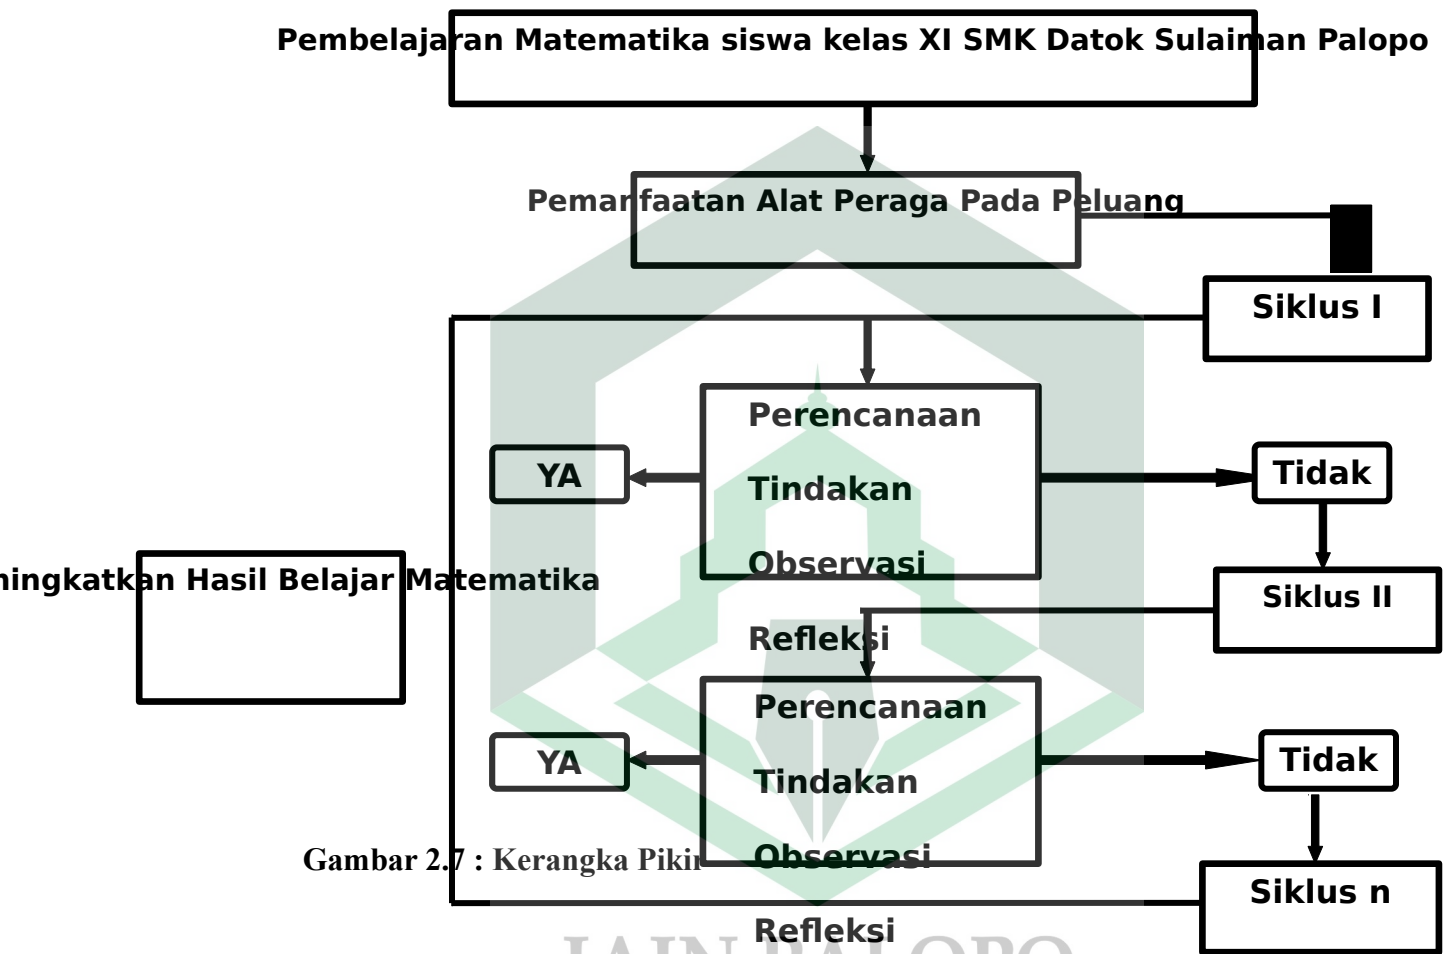 Pembelajaran Matematika siswa kelas XI SMK Datok Sulaiman Palopo
Pemanfaatan Alat Peraga Pada Peluang
Siklus I
Perencanaan
YA
Tindakan
Tidak
Observasi
ningkatkan Hasil Belajar Matematika
Siklus II
Refleksi
Perencanaan
YA
Tindakan
Tidak
Observasi
Gambar 2.7 : Kerangka Pikir
Siklus n
Refleksi
IAIN PALOPO